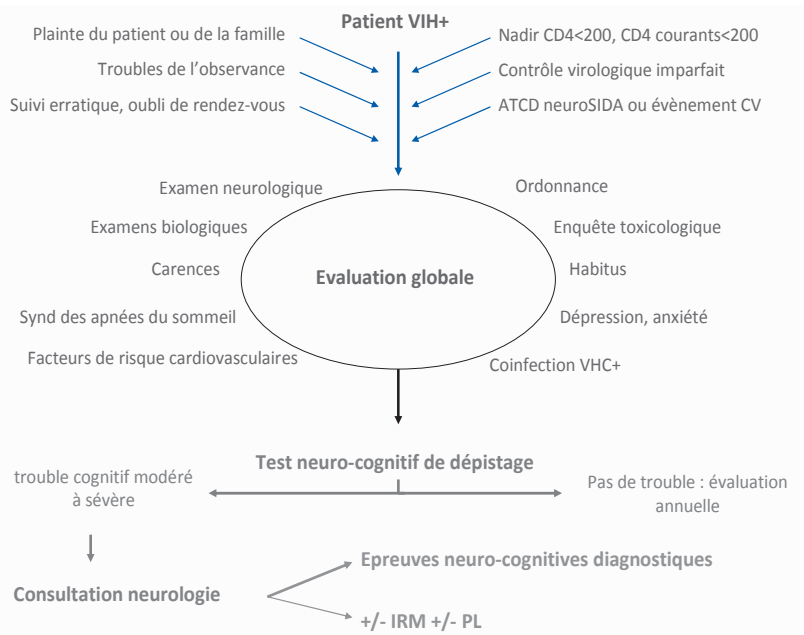 Patient VIH+
Plainte du patient ou de la famille
Nadir CD4<200, CD4 courants<200
Troubles de l'observance
Contrôle virologique imparfait
Suivi erratique, oubli de rendez-vous
ATCD neuroSIDA ou évènement CV
Examen neurologique
Ordonnance
Examens biologiques
Enquête toxicologique
Carences
Evaluation globale
Habitus
Synd des apnées du sommeil
Dépression, anxiété
Facteurs de risque cardiovasculaires
Coinfection VHC+
Test neuro-cognitif de dépistage
trouble cognitif modéré
à sévère
Pas de trouble : évaluation
annuelle
Epreuves neuro-cognitives diagnostiques
Consultation neurologie
+/- IRM +/- PL